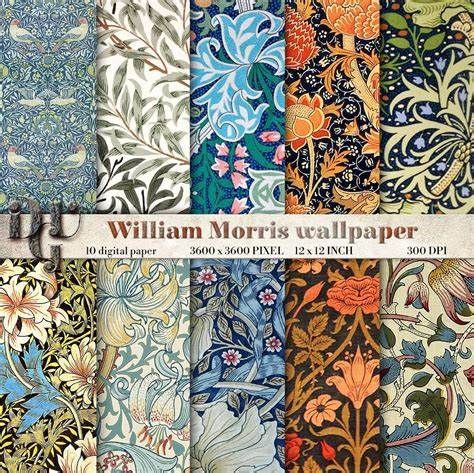 William Morris wallpaper
10 digital paper 3600 x 3600 PIXEL 12 x 12 INCH 300 DPI